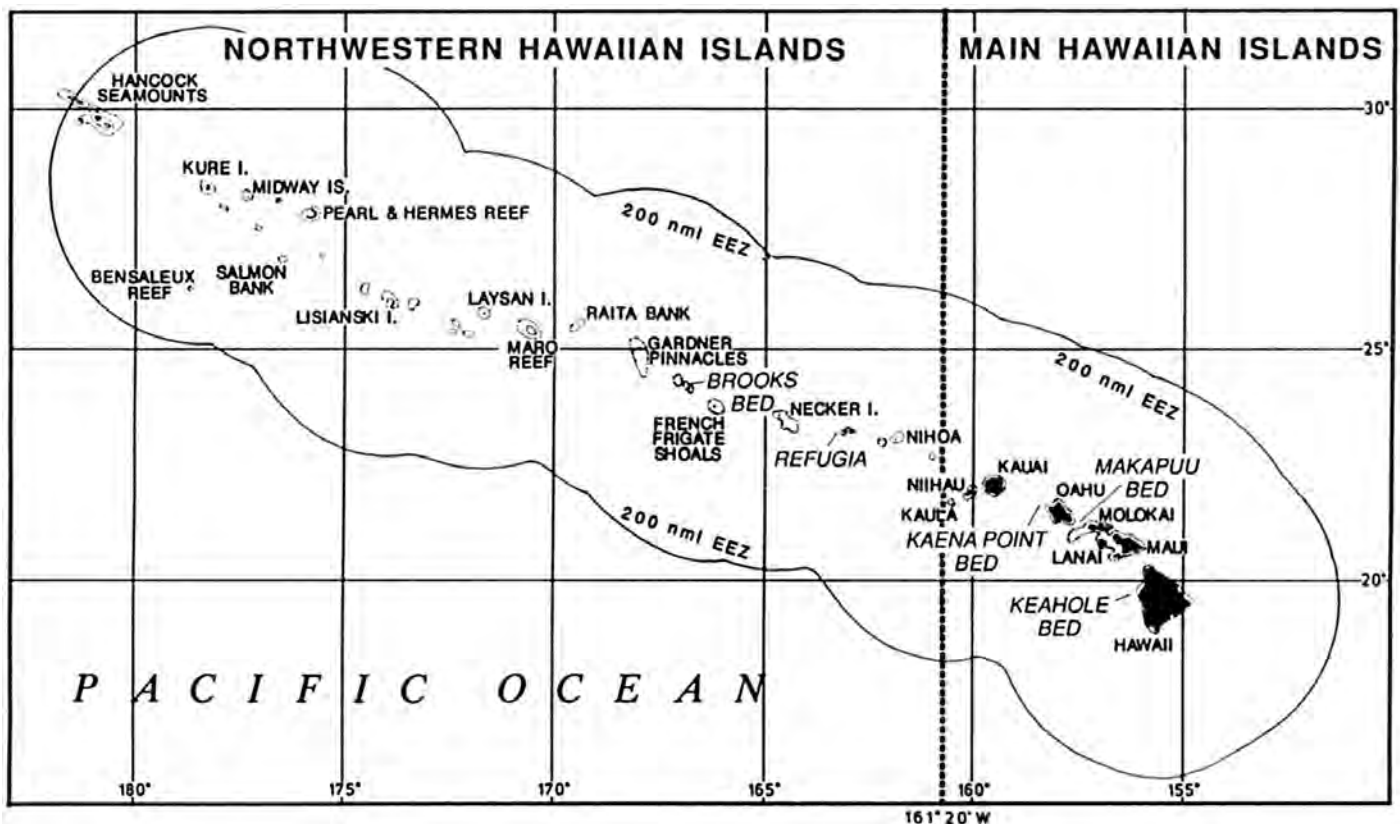 NORTHWESTERN HAWAIIAN ISLANDS
MAIN HAWAIIAN ISLANDS
HANCOCK
SEAMOUNTS
30°
KURE I.
MIDWAY IS.
PEARL & HERMES REEF
200 nmi EEZ
BENSALEUX
REEF
SALMON
BANK
LISIANSKI I.
LAYSAN I.
RAITA BANK
MARO
REEF
GARDNER
PINNACLES
25°
200 nmi EEZ
BROOKS
BED
NECKER I.
FRENCH
FRIGATE
SHOALS
REFUGIA
NIHOA
KAUAI
MAKAPUU
BED
NIIHAU
OAHU
KAULA
MOLOKAI
KAENA POINT
BED
LANAI
MAUI
200 nmi EEZ
20°
KEAHOLE
BED
HAWAII
PACIFIC OCEAN
180°
175°
170°
165°
160°
155°
161° 20' W